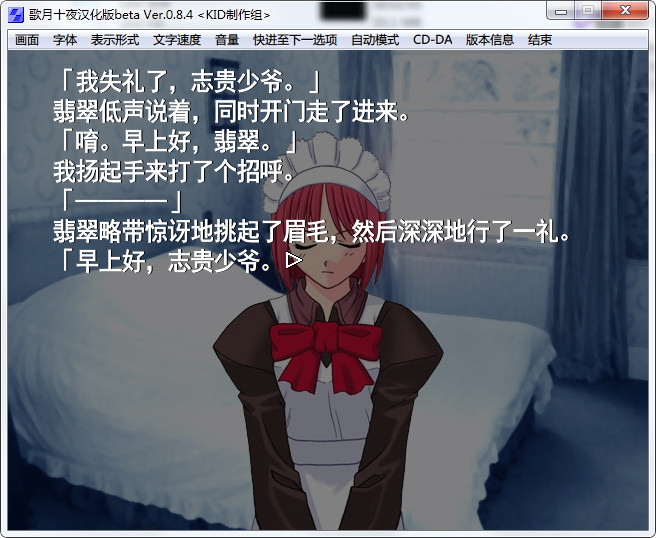 歌月十夜汉化版beta Ver.0.8.4 <KID制作组>
画面 字体 表示形式 文字速度 音量 快进至下一选项 自动模式 CD-DA 版本信息 结束
「我失礼了，志贵少爷。」
翡翠低声说着，同时开门走了进来。
「唷。早上好，翡翠。」
我扬起手来打了个招呼。
「————」
翡翠略带惊讶地挑起了眉毛，然后深深地行了一礼。
「早上好，志贵少爷。